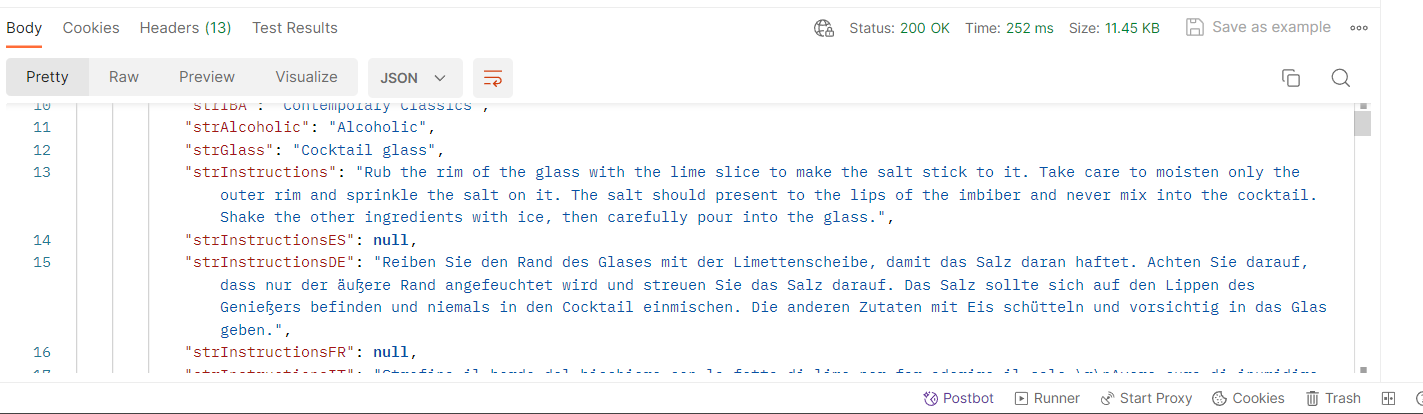 Body Cookies Headers (13) Test Results Status: 200 OK Time: 252 ms Size: 11.45 KB Save as example
Pretty Raw Preview Visualize JSON
10 "strIBA": "Contemporary Classics",
11 "strAlcoholic": "Alcoholic",
12 "strGlass": "Cocktail glass",
13 "strInstructions": "Rub the rim of the glass with the lime slice to make the salt stick to it. Take care to moisten only the
outer rim and sprinkle the salt on it. The salt should present to the lips of the imbiber and never mix into the cocktail.
Shake the other ingredients with ice, then carefully pour into the glass.",
14 "strInstructionsES": null,
15 "strInstructionsDE": "Reiben Sie den Rand des Glases mit der Limettenscheibe, damit das Salz daran haftet. Achten Sie darauf,
dass nur der äußere Rand angefeuchtet wird und streuen Sie das Salz darauf. Das Salz sollte sich auf den Lippen des
Genießers befinden und niemals in den Cocktail einmischen. Die anderen Zutaten mit Eis schütteln und vorsichtig in das Glas
geben.",
16 "strInstructionsFR": null,
17 "strInstructionsIT":
Postbot Runner Start Proxy Cookies Trash